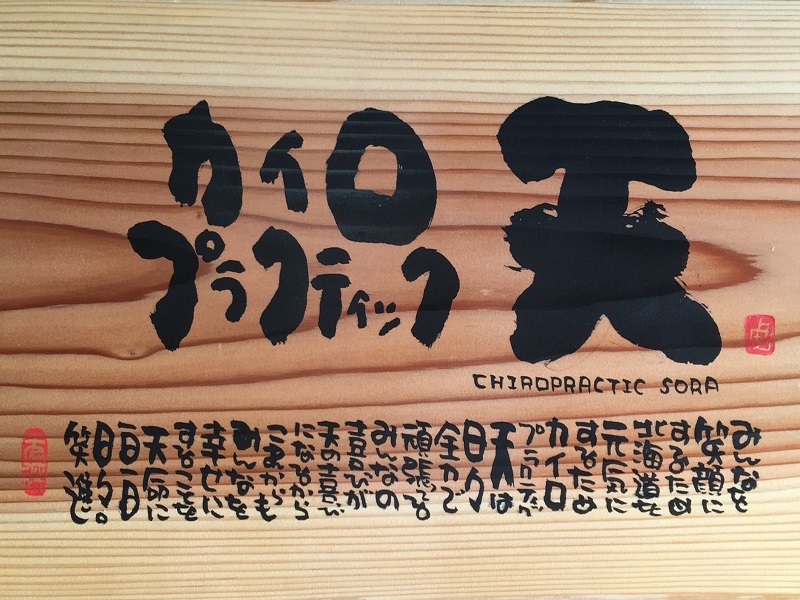 カイロ
プラクティック
天
CHIROPRACTIC SORA
みんなを
笑顔に
するため
北海道を
元気に
するため
カイロ
プラクティック
天は
日々
全力で
頑張る。
みんなの
喜びが
天の喜び
になるから
これからも
みんなを
幸せに
することを
天命に
日々。
笑進